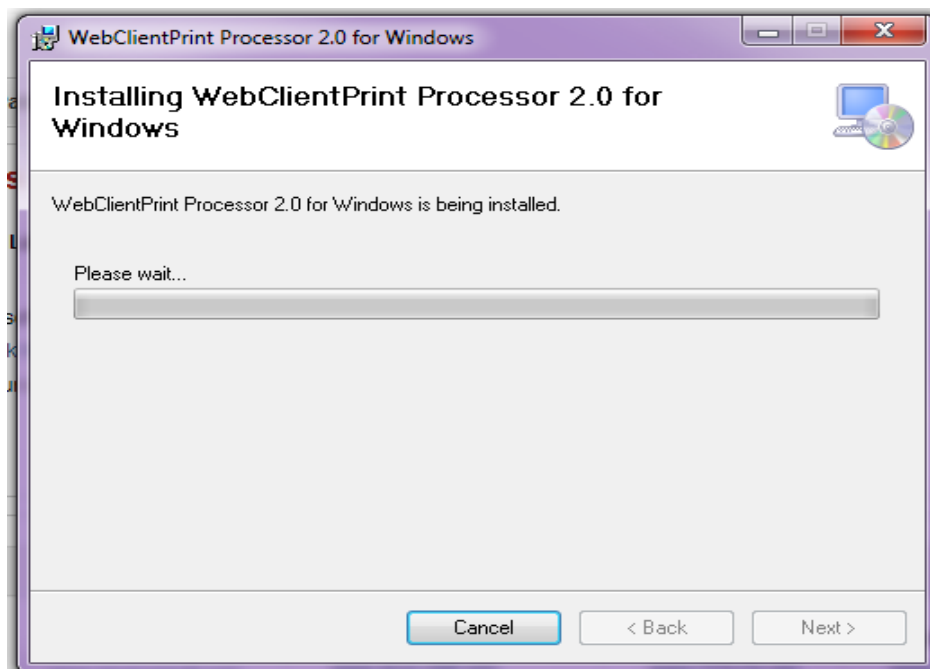 WebClientPrint Processor 2.0 for Windows
Installing WebClientPrint Processor 2.0 for
Windows
WebClientPrint Processor 2.0 for Windows is being installed.
Please wait...
Cancel
< Back
Next >